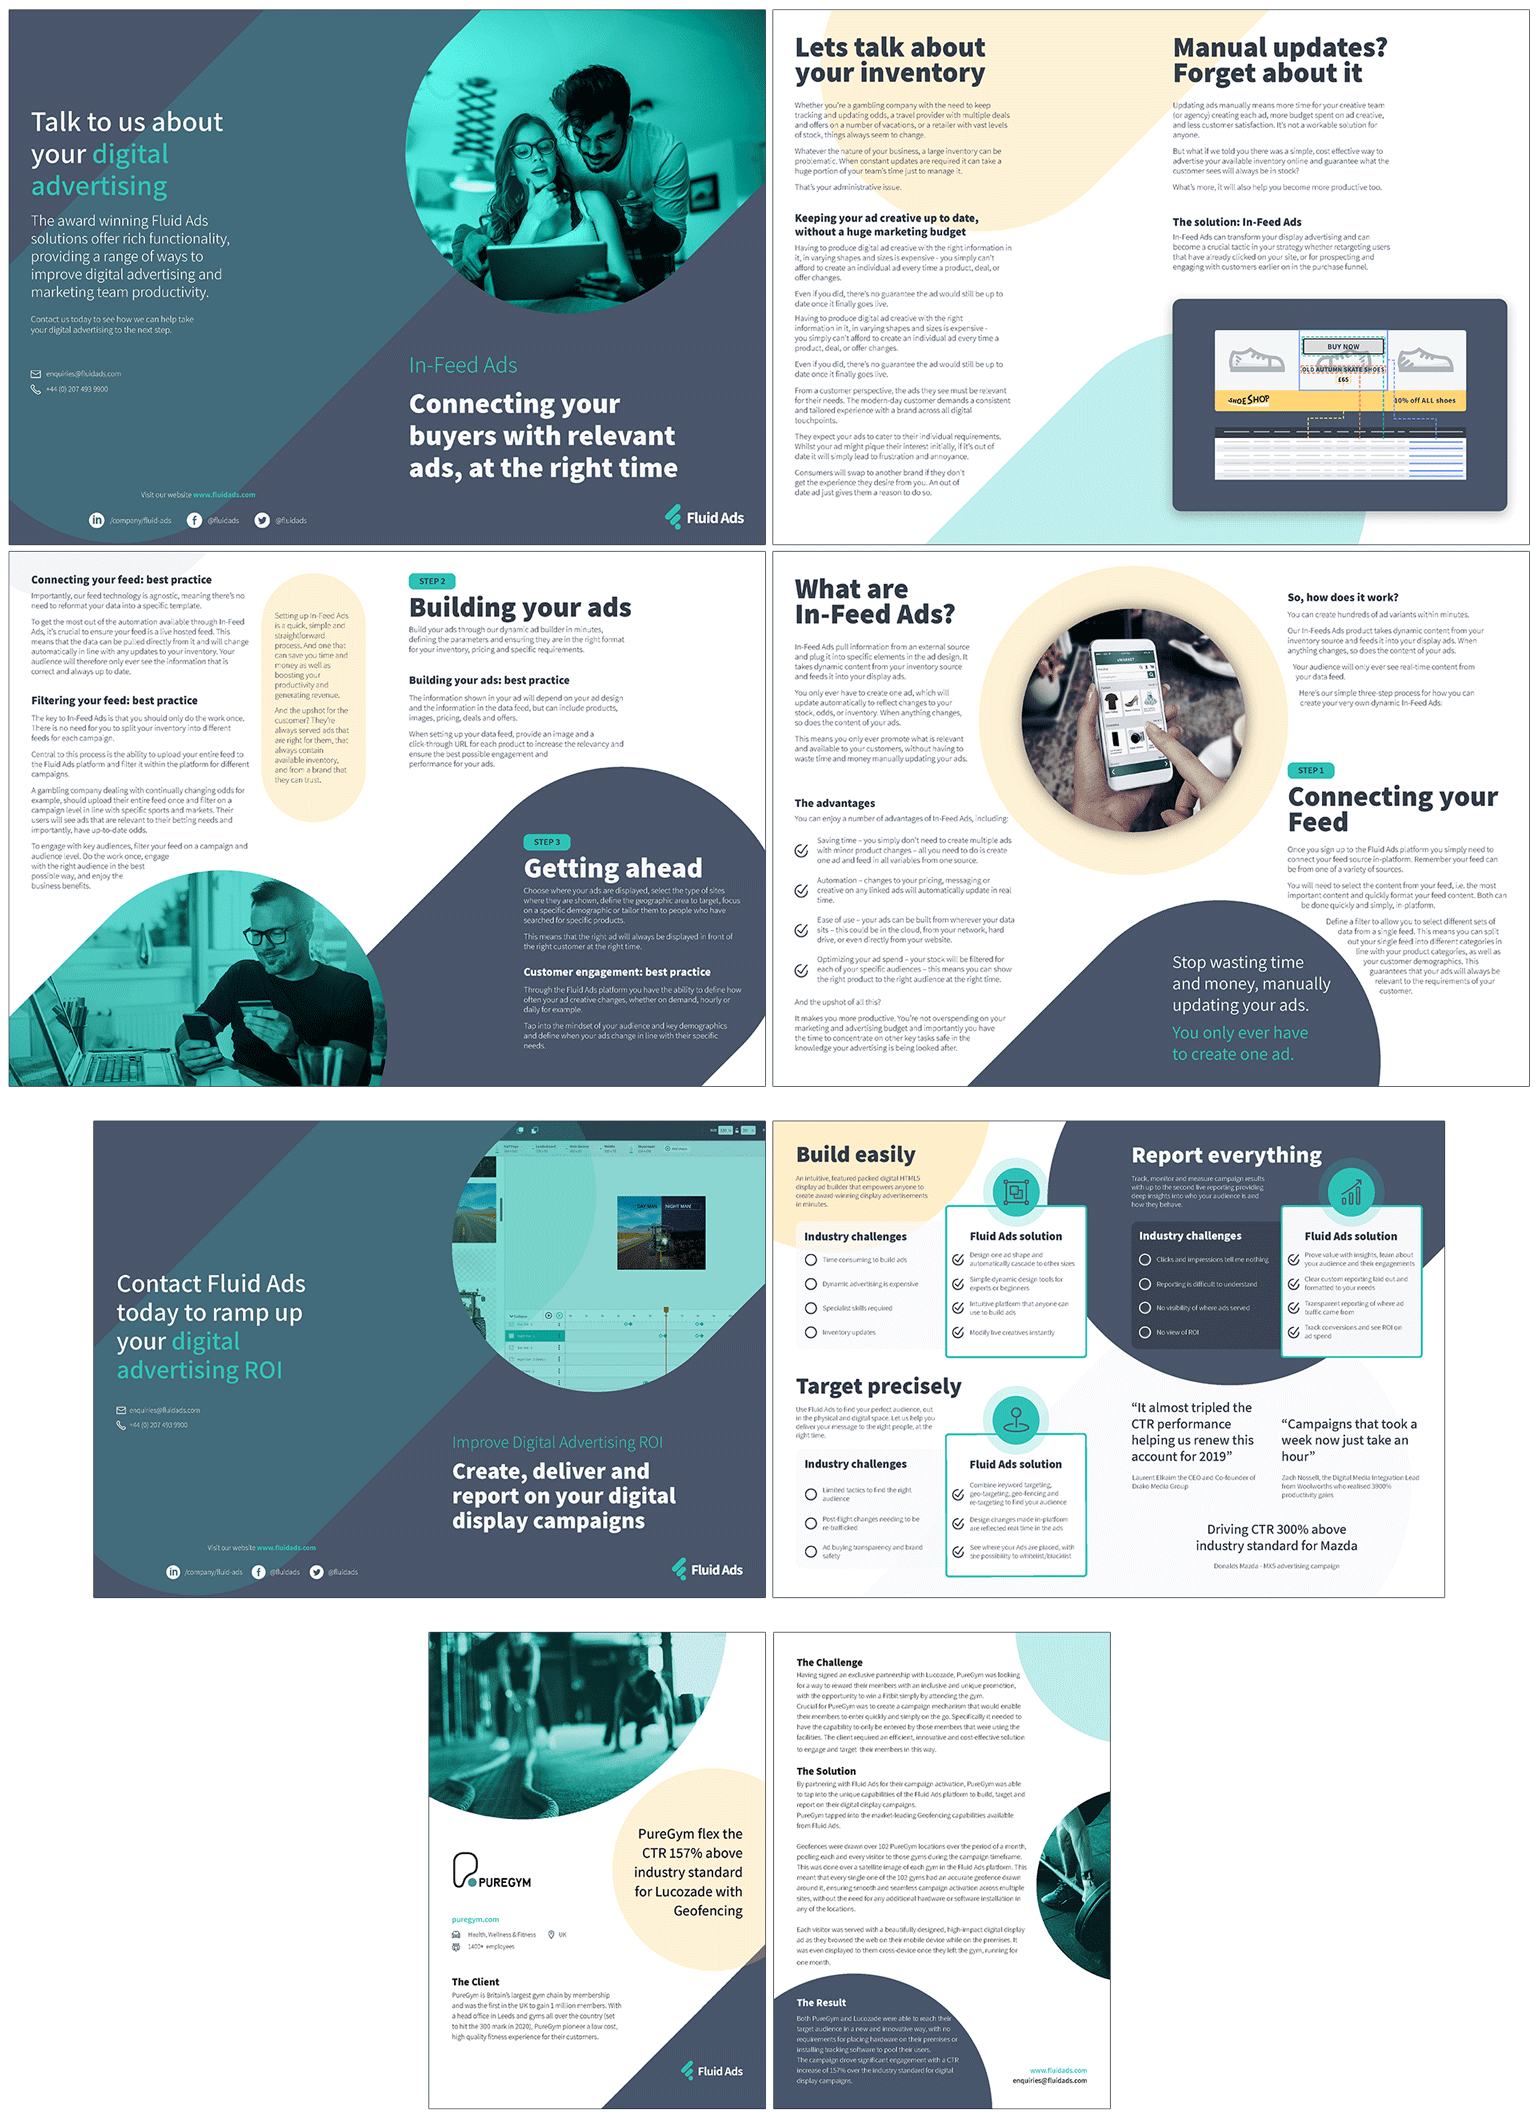 Talk to us about
your digital
advertising
The award winning Fluid Ads
solutions offer rich functionality,
providing a range of ways to
improve digital advertising and
marketing team productivity.
Contact us today to see how we can help take
your digital advertising to the next step.
enquiries@fluidads.com
+44 (0) 207 493 9900
Visit our website www.fluidads.com
/company/fluid-ads
@fluidads
@fluidads
In-Feed Ads
Connecting your
buyers with relevant
ads, at the right time
Fluid Ads
Lets talk about
your inventory
Whether you're a gambling company with the need to keep
tracking and updating odds, a travel provider with multiple deals
and offers on a number of vacations, or a retailer with vast levels
of stock, things always seem to change.
Whatever the nature of your business, a large inventory can be
problematic. When constant updates are required it can take a
huge portion of your team's time just to manage it.
That's your administrative issue.
Keeping your ad creative up to date,
without a huge marketing budget
Having to produce digital ad creative with the right information in
it, in varying shapes and sizes is expensive - you simply can't
afford to create an individual ad every time a product, deal, or
offer changes.
Even if you did, there's no guarantee the ad would still be up to
date once it finally goes live.
Having to produce digital ad creative with the right
information in it, in varying shapes and sizes is expensive -
you simply can't afford to create an individual ad every time a
product, deal, or offer changes.
Even if you did, there's no guarantee the ad would still be up to
date once it finally goes live.
From a customer perspective, the ads they see must be relevant
for their needs. The modern-day customer demands a consistent
and tailored experience with a brand across all digital
touchpoints.
They expect your ads to cater to their individual requirements.
Whilst your ad might pique their interest initially, if it's out of
date it will simply lead to frustration and annoyance.
Consumers will swap to another brand if they don't
get the experience they desire from you. An out of
date ad just gives them a reason to do so.
Manual updates?
Forget about it
Updating ads manually means more time for your creative team
(or agency) creating each ad, more budget spent on ad creative,
and less customer satisfaction. It's not a workable solution for
anyone.
But what if we told you there was a simple, cost effective way to
advertise your available inventory online and guarantee what the
customer sees will always be in stock?
What's more, it will also help you become more productive too.
The solution: In-Feed Ads
In-Feed Ads can transform your display advertising and can
become a crucial tactic in your strategy whether retargeting users
that have already clicked on your site, or for prospecting and
engaging with customers earlier on in the purchase funnel.
BUY NOW
OLD AUTUMN SKATE SHOES
£65
SHOESHOP
10% off ALL shoes
Connecting your feed: best practice
Importantly, our feed technology is agnostic, meaning there's no
need to reformat your data into a specific template.
To get the most out of the automation available through In-Feed
Ads, it's crucial to ensure your feed is a live hosted feed. This
means that the data can be pulled directly from it and will change
automatically in line with any updates to your inventory. Your
audience will therefore only ever see the information that is
correct and always up to date.
Filtering your feed: best practice
The key to In-Feed Ads is that you should only do the work once.
There is no need for you to split your inventory into different
feeds for each campaign.
Central to this process is the ability to upload your entire feed to
the Fluid Ads platform and filter it within the platform for different
campaigns.
A gambling company dealing with continually changing odds for
example, should upload their entire feed once and filter on a
campaign level in line with specific sports and markets. Their
users will see ads that are relevant to their betting needs and
importantly, have up-to-date odds.
To engage with key audiences, filter your feed on a campaign and
audience level. Do the work once, engage
with the right audience in the best
possible way, and enjoy the
business benefits.
Setting up In-Feed Ads
is a quick, simple and
straightforward
process. And one that
can save you time and
money as well as
boosting your
productivity and
generating revenue.
And the upshot for the
customer? They're
always served ads that
are right for them, that
always contain
available inventory,
and from a brand that
they can trust.
STEP 2
Building your ads
Build your ads through our dynamic ad builder in minutes,
defining the parameters and ensuring they are in the right format
for your inventory, pricing and specific requirements.
Building your ads: best practice
The information shown in your ad will depend on your ad design
and the information in the data feed, but can include products,
images, pricing, deals and offers.
When setting up your data feed, provide an image and a
click-through URL for each product to increase the relevancy and
ensure the best possible engagement and
performance for your ads.
STEP 3
Getting ahead
Choose where your ads are displayed, select the type of sites
where they are shown, define the geographic area to target, focus
on a specific demographic or tailor them to people who have
searched for specific products.
This means that the right ad will always be displayed in front of
the right customer at the right time.
Customer engagement: best practice
Through the Fluid Ads platform you have the ability to define how
often your ad creative changes, whether on demand, hourly or
daily for example.
Tap into the mindset of your audience and key demographics
and define when your ads change in line with their specific
needs.
What are
In-Feed Ads?
In-Feed Ads pull information from an external source
and plug it into specific elements in the ad design. It
takes dynamic content from your inventory source
and feeds it into your display ads.
You only ever have to create one ad, which will
update automatically to reflect changes to your
stock, odds, or inventory. When anything changes,
so does the content of your ads.
This means you only ever promote what is relevant
and available to your customers, without having to
waste time and money manually updating your ads.
The advantages
You can enjoy a number of advantages of In-Feed Ads, including:
Saving time – you simply don't need to create multiple ads
with minor product changes – all you need to do is create
one ad and feed in all variables from one source.
Automation – changes to your pricing, messaging or
creative on any linked ads will automatically update in real
time.
Ease of use – your ads can be built from wherever your data
sits – this could be in the cloud, from your network, hard
drive, or even directly from your website.
Optimizing your ad spend – your stock will be filtered for
each of your specific audiences – this means you can show
the right product to the right audience at the right time.
And the upshot of all this?
It makes you more productive. You're not overspending on your
marketing and advertising budget and importantly you have
the time to concentrate on other key tasks safe in the
knowledge your advertising is being looked after.
So, how does it work?
You can create hundreds of ad variants within minutes.
Our In-Feeds Ads product takes dynamic content from your
inventory source and feeds it into your display ads. When
anything changes, so does the content of your ads.
Your audience will only ever see real-time content from
your data feed.
Here's our simple three-step process for how you can
create your very own dynamic In-Feed Ads:
STEP 1
Connecting your
Feed
Once you sign up to the Fluid Ads platform you simply need to
connect your feed source in-platform. Remember your feed can
be from one of a variety of sources.
You will need to select the content from your feed, i.e. the most
important content and quickly format your feed content. Both can
be done quickly and simply, in-platform.
Define a filter to allow you to select different sets of
data from a single feed. This means you can split
out your single feed into different categories in
line with your product categories, as well as
your customer demographics. This
guarantees that your ads will always be
relevant to the requirements of your
customer.
Stop wasting time
and money, manually
updating your ads.
You only ever have
to create one ad.
Contact Fluid Ads
today to ramp up
your digital
advertising ROI
enquiries@fluidads.com
+44 (0) 207 493 9900
Visit our website www.fluidads.com
/company/fluid-ads
@fluidads
@fluidads
DAY MAN
NIGHT MAN
Improve Digital Advertising ROI
Create, deliver and
report on your digital
display campaigns
Fluid Ads
Build easily
An intuitive, featured packed digital HTML5
display ad builder that empowers anyone to
create award-winning display advertisements
in minutes.
Industry challenges
Time consuming to build ads
Dynamic advertising is expensive
Specialist skills required
Inventory updates
Fluid Ads solution
Design one ad shape and
automatically cascade to other sizes
Simple dynamic design tools for
experts or beginners
Intuitive platform that anyone can
use to build ads
Modify live creatives instantly
Report everything
Track, monitor and measure campaign results
with up to the second live reporting providing
deep insights into who your audience is and
how they behave.
Industry challenges
Clicks and impressions tell me nothing
Reporting is difficult to understand
No visibility of where ads served
No view of ROI
Fluid Ads solution
Prove value with insights, learn about
your audience and their engagements
Clear custom reporting laid out and
formatted to your needs
Transparent reporting of where ad
traffic came from
Track conversions and see ROI on
ad spend
Target precisely
Use Fluid Ads to find your perfect audience, out
in the physical and digital space. Let us help you
deliver your message to the right people, at the
right time.
Industry challenges
Limited tactics to find the right
audience
Post-flight changes needing to be
re-trafficked
Ad buying transparency and brand
safety
Fluid Ads solution
Combine keyword targeting,
geo-targeting, geo-fencing and
re-targeting to find your audience
Design changes made in-platform
are reflected real time in the ads
See where your Ads are placed, with
the possibility to whitelist/blacklist
“It almost tripled the
CTR performance
helping us renew this
account for 2019”
Laurent Elkaim the CEO and Co-founder of
Drako Media Group
“Campaigns that took a
week now just take an
hour”
Zach Nossell, the Digital Media Integration Lead
from Woolworths who realised 3900%
productivity gains
Driving CTR 300% above
industry standard for Mazda
Donalds Mazda - MX5 advertising campaign
PUREGYM
puregym.com
Health, Wellness & Fitness
UK
1400+ employees
PureGym flex the
CTR 157% above
industry standard
for Lucozade with
Geofencing
The Client
PureGym is Britain's largest gym chain by membership
and was the first in the UK to gain 1 million members. With
a head office in Leeds and gyms all over the country (set
to hit the 300 mark in 2020), PureGym pioneer a low cost,
high quality fitness experience for their customers.
Fluid Ads
The Challenge
Having signed an exclusive partnership with Lucozade, PureGym was looking
for a way to reward their members with an inclusive and unique promotion,
with the opportunity to win a Fitbit simply by attending the gym.
Crucial for PureGym was to create a campaign mechanism that would enable
their members to enter quickly and simply on the go. Specifically it needed to
have the capability to only be entered by those members that were using the
facilities. The client required an efficient, innovative and cost-effective solution
to engage and target their members in this way.
The Solution
By partnering with Fluid Ads for their campaign activation, PureGym was able
to tap into the unique capabilities of the Fluid Ads platform to build, target and
report on their digital display campaigns.
PureGym tapped into the market-leading Geofencing capabilities available
from Fluid Ads.
Geofences were drawn over 102 PureGym locations over the period of a month,
pooling each and every visitor to those gyms during the campaign timeframe.
This was done over a satellite image of each gym in the Fluid Ads platform. This
meant that every single one of the 102 gyms had an accurate geofence drawn
around it, ensuring smooth and seamless campaign activation across multiple
sites, without the need for any additional hardware or software installation in
any of the locations.
Each visitor was served with a beautifully designed, high-impact digital display
ad as they browsed the web on their mobile device while on the premises. It
was even displayed to them cross-device once they left the gym, running for
one month.
The Result
Both PureGym and Lucozade were able to reach their
target audience in a new and innovative way, with no
requirements for placing hardware on their premises or
installing tracking software to pool their users.
The campaign drove significant engagement with a CTR
increase of 157% over the industry standard for digital
display campaigns.
www.fluidads.com
enquiries@fluidads.com